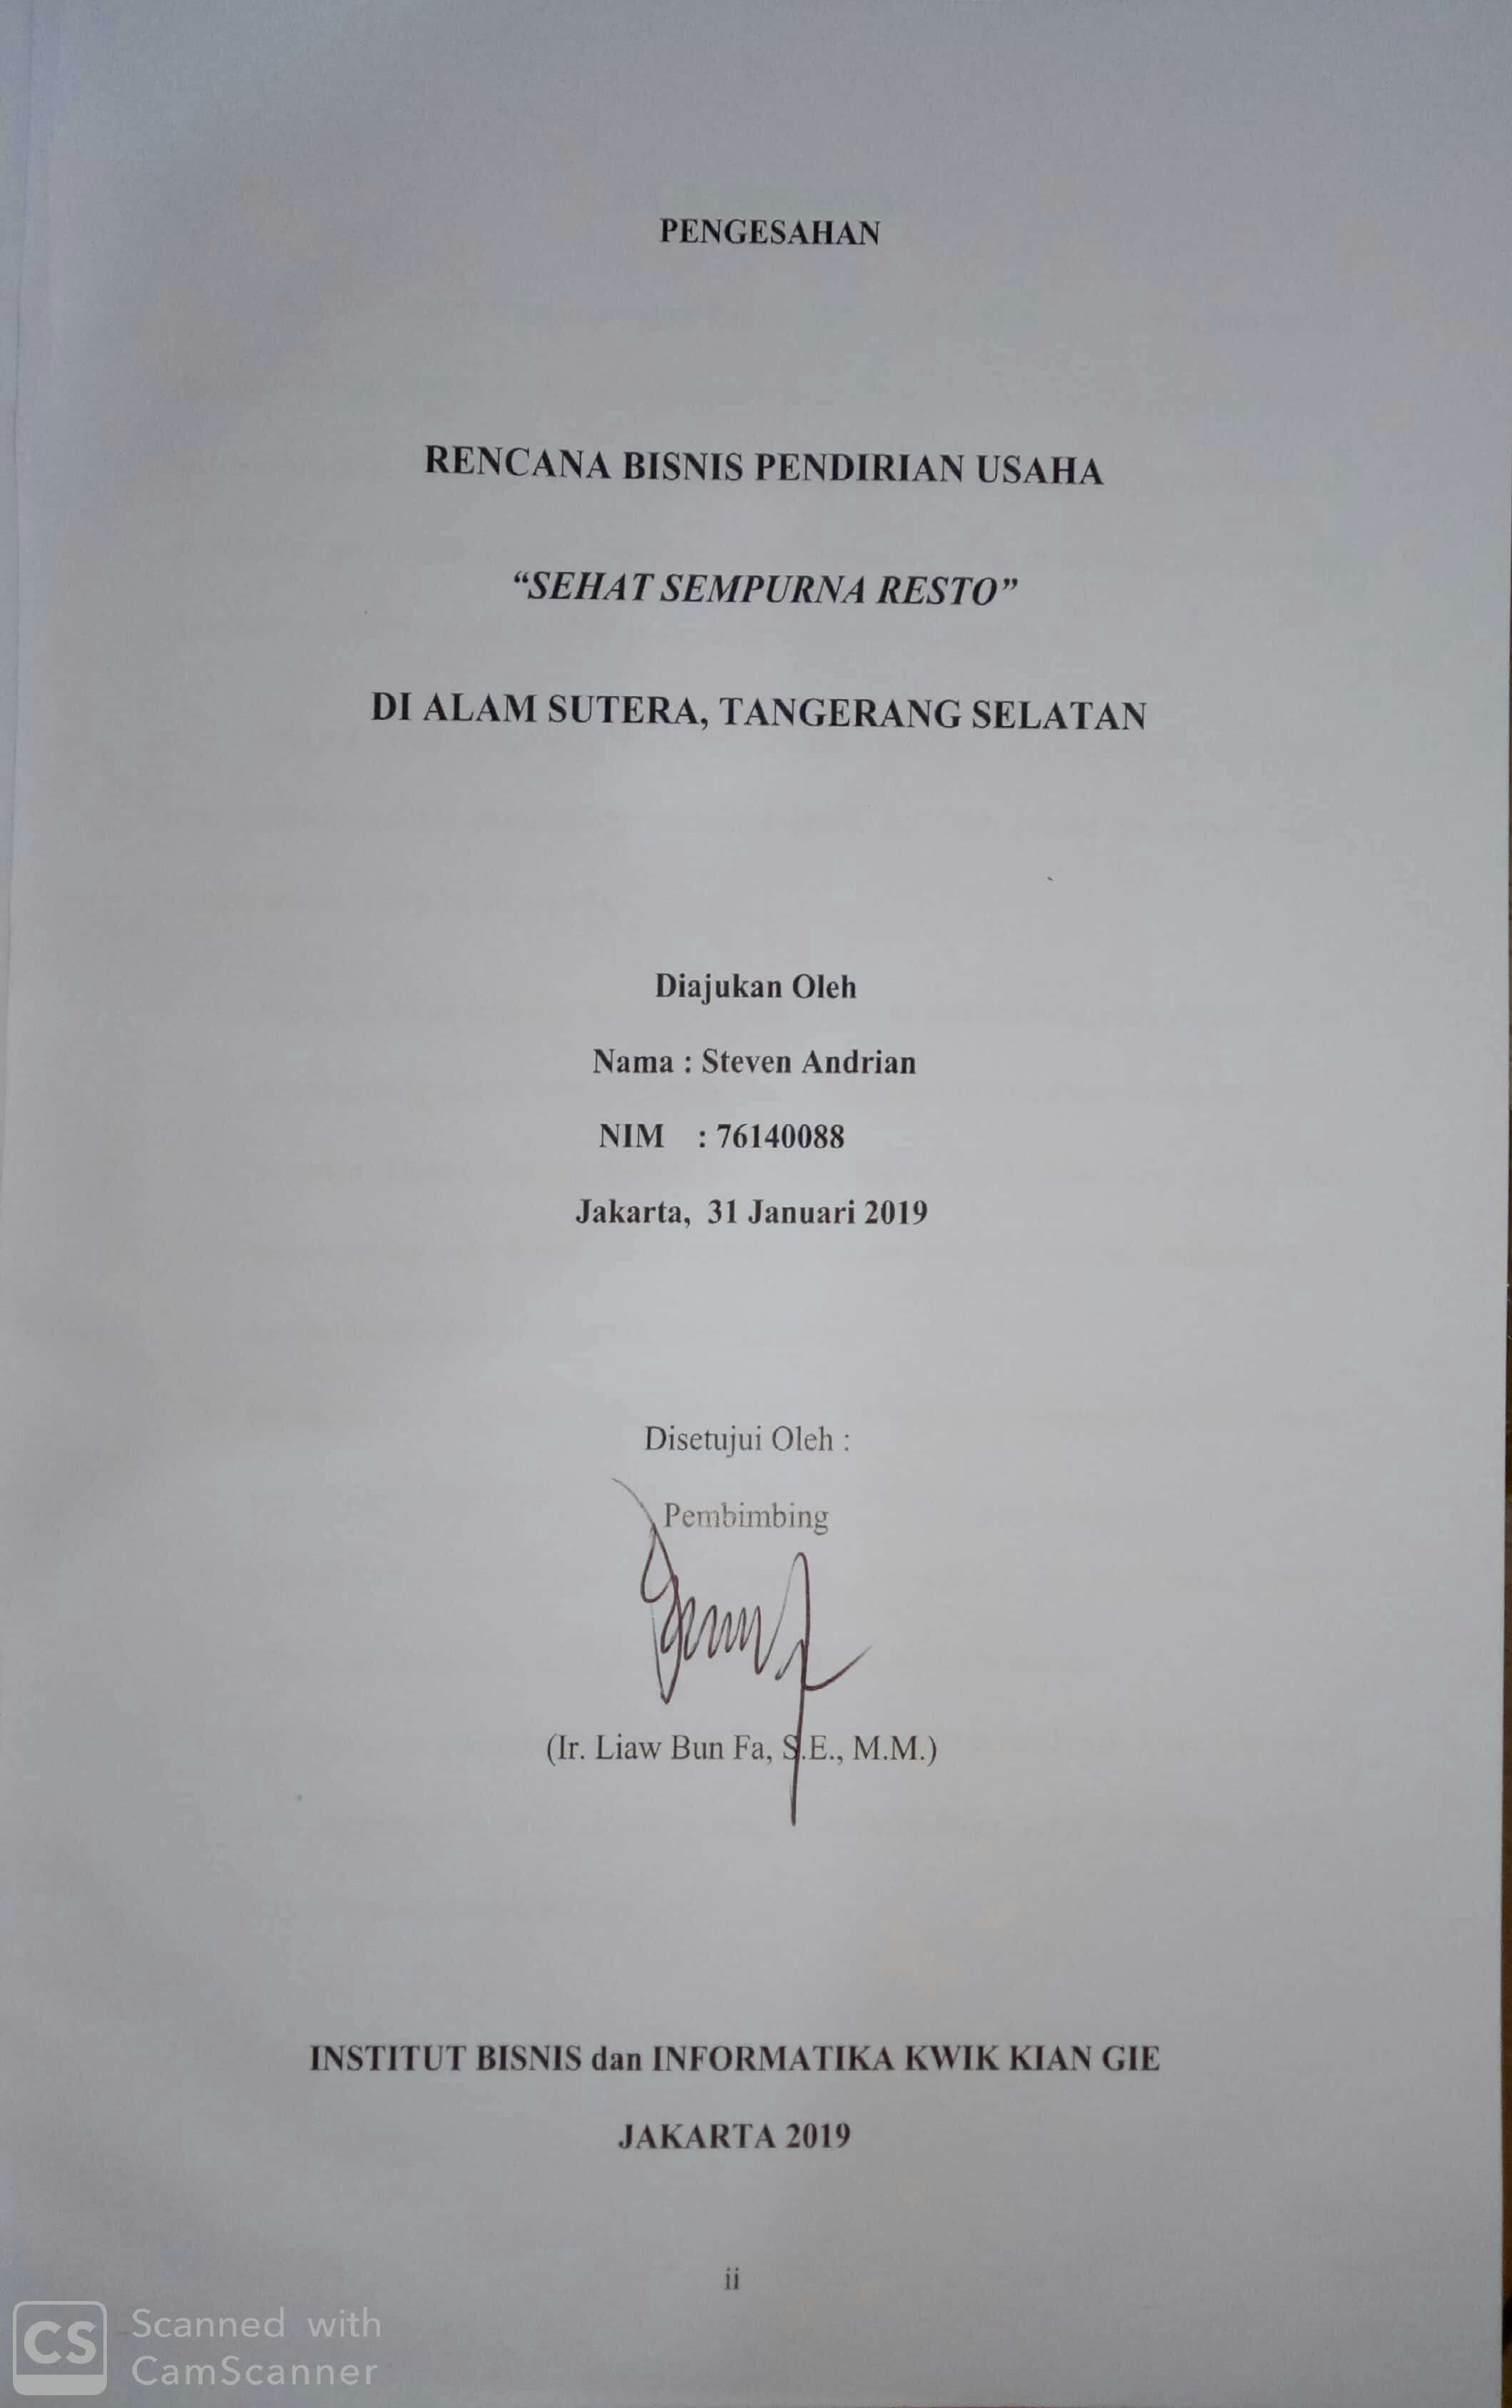 PENGESAHAN
RENCANA BISNIS PENDIRIAN USAHA
“SEHAT SEMPURNA RESTO”
DI ALAM SUTERA, TANGERANG SELATAN
Diajukan Oleh
Nama : Steven Andrian
NIM : 76140088
Jakarta, 31 Januari 2019
Disetujui Oleh :
Pembimbing
(Ir. Liaw Bun Fa, S.E., M.M.)
INSTITUT BISNIS dan INFORMATIKA KWIK KIAN GIE
JAKARTA 2019
ii
CS Scanned with
CamScanner